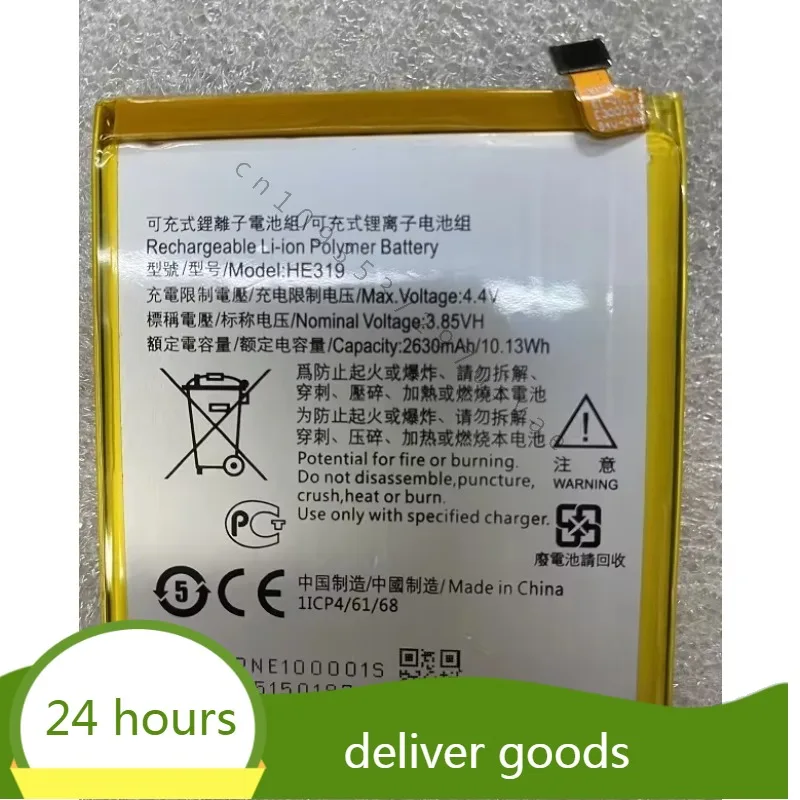 可充式鋰離子電池組/可充式锂离子电池组
Rechargeable Li-ion Polymer Battery
型號/型号/Model:HE319
充電限制電壓/充电限制电压/Max.Voltage:4.4V
標稱電壓/标称电压/Nominal Voltage:3.85VH
額定電容量/额定电容量/Capacity:2630mAh/10.13Wh
爲防止起火或爆炸、請勿拆解、
穿刺、壓碎、加熱或燃燒本電池
为防止起火或爆炸、请勿拆解、
穿刺、压碎、加热或燃烧本电池
Potential for fire or burning.
Do not disassemble,puncture,
crush,heat or burn.
Use only with specified charger.
注 意
WARNING
廢電池請回收
5
CE
中国制造/中國製造/Made in China
1ICP4/61/68
24 hours
deliver goods